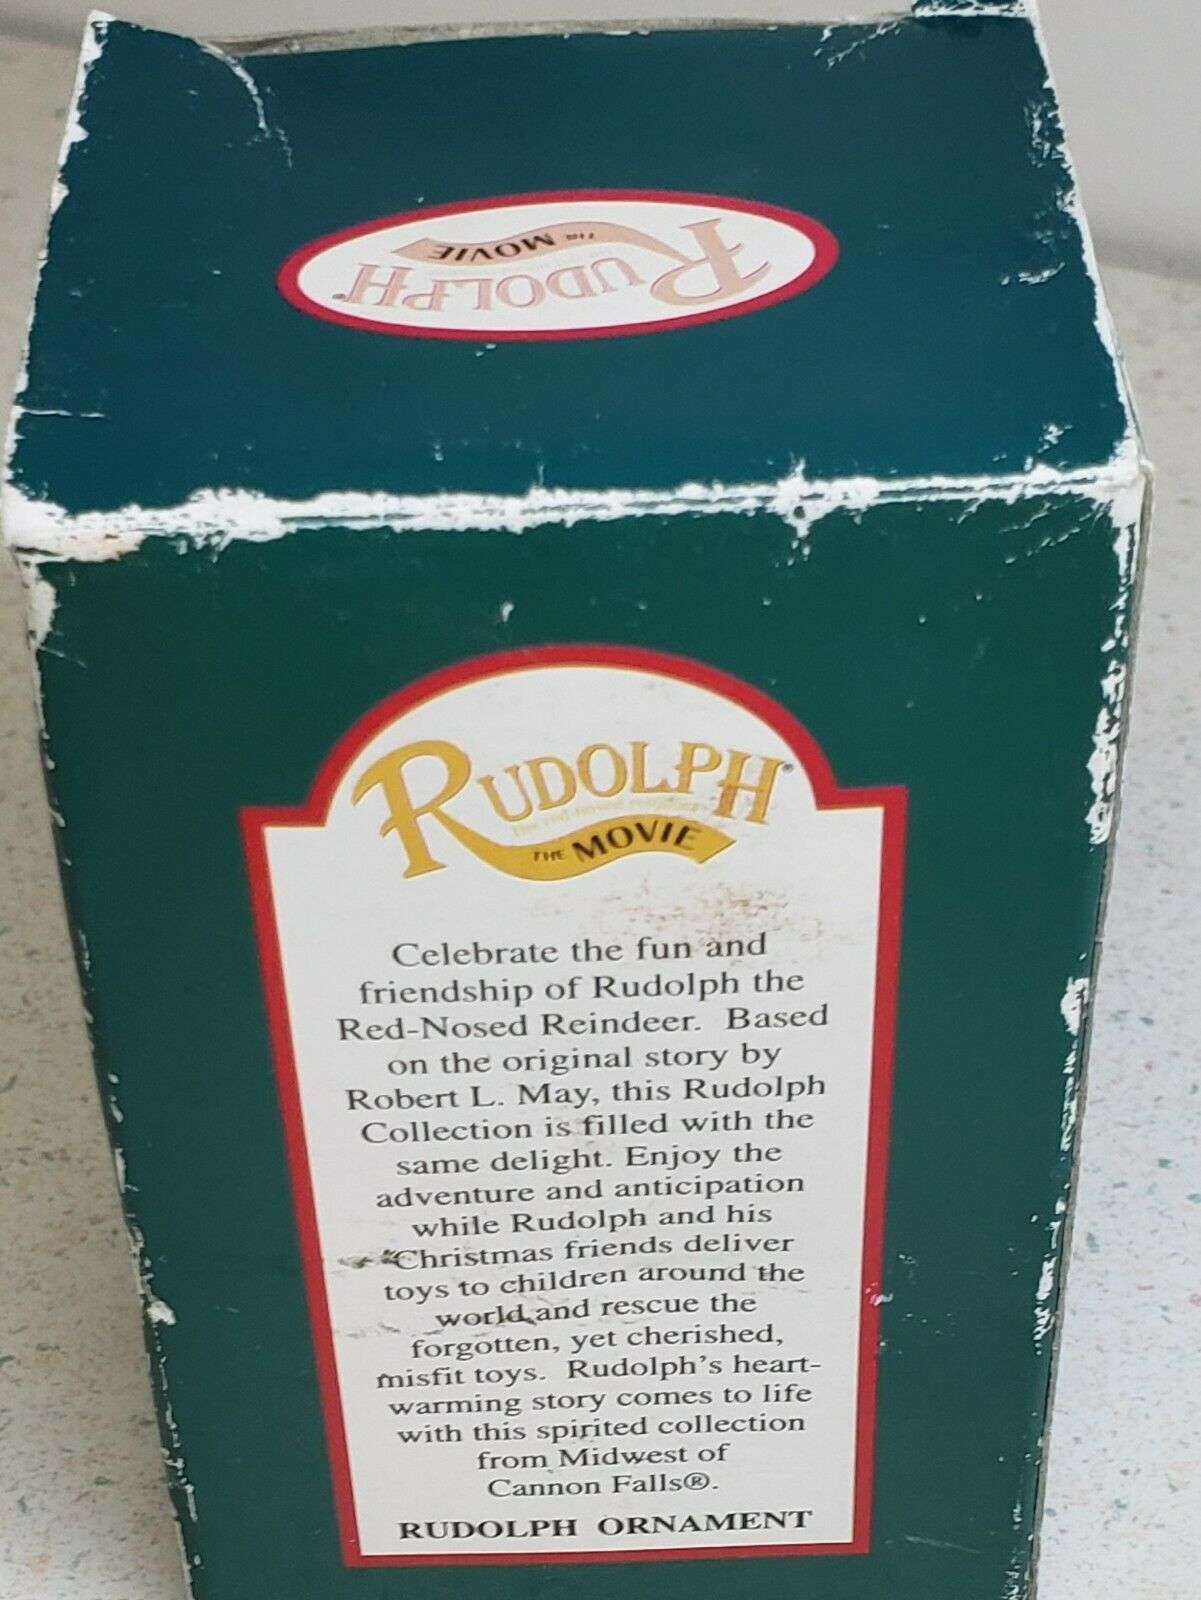 RUDOLPH®
THE MOVIE
RUDOLPH®
the red-nosed reindeer
THE MOVIE
Celebrate the fun and
friendship of Rudolph the
Red-Nosed Reindeer. Based
on the original story by
Robert L. May, this Rudolph
Collection is filled with the
same delight. Enjoy the
adventure and anticipation
while Rudolph and his
Christmas friends deliver
toys to children around the
world and rescue the
forgotten, yet cherished,
misfit toys. Rudolph's heart-
warming story comes to life
with this spirited collection
from Midwest of
Cannon Falls®.
RUDOLPH ORNAMENT